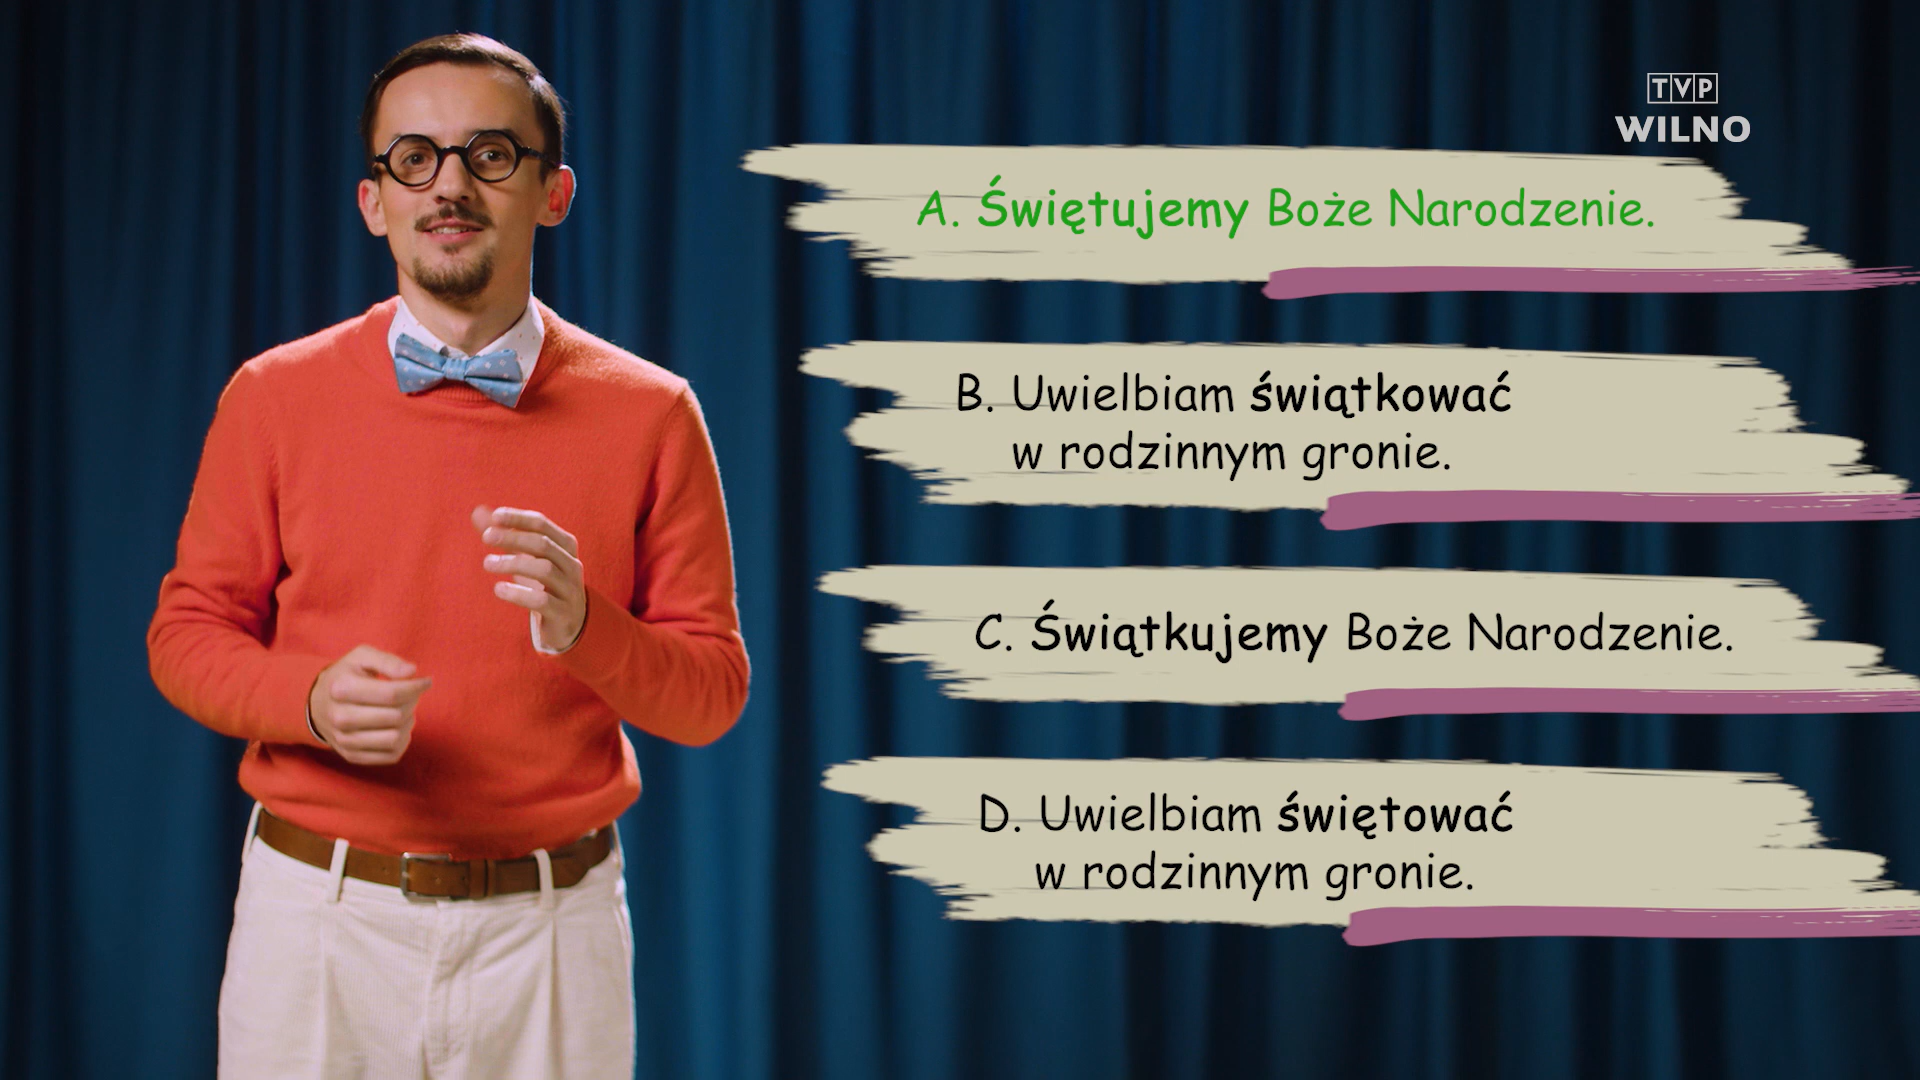 TVP
WILNO
A. Świętujemy Boże Narodzenie.
B. Uwielbiam świątkować
w rodzinnym gronie.
C. Świątkujemy Boże Narodzenie.
D. Uwielbiam świętować
w rodzinnym gronie.